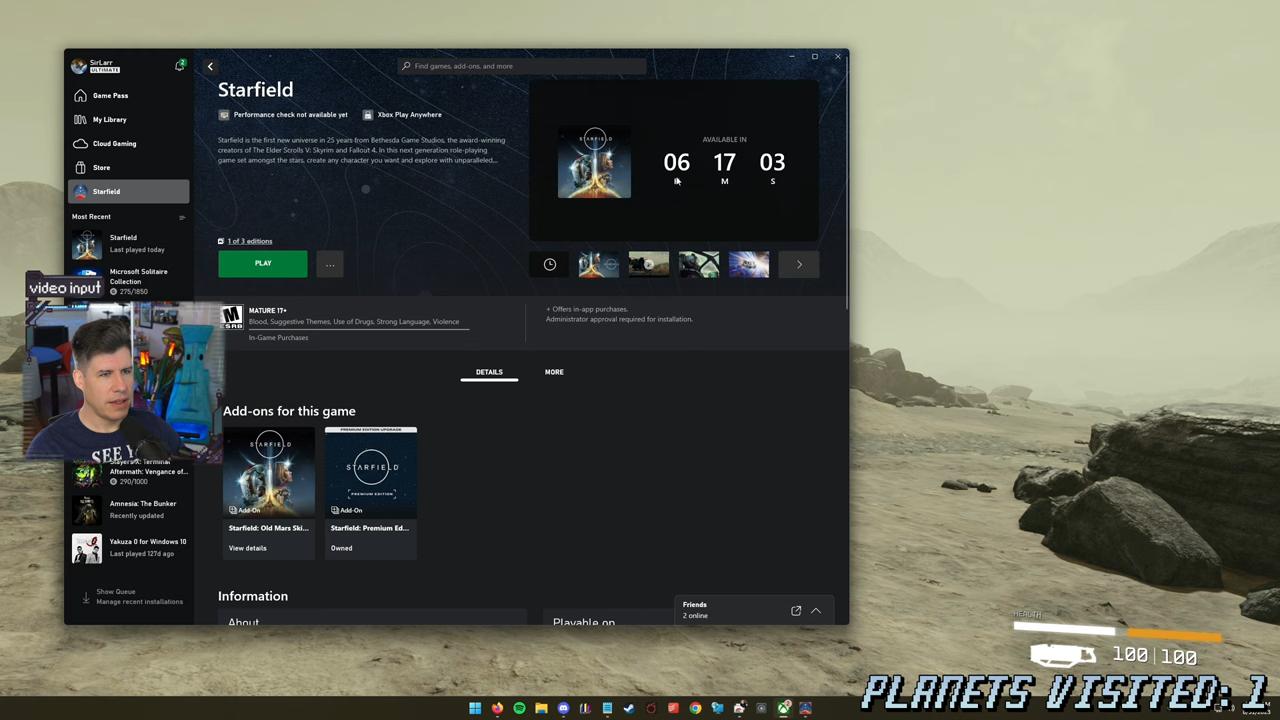 SirLarr
ULTIMATE
2
Find games, add-ons, and more
Game Pass
My Library
Cloud Gaming
Store
Starfield
Most Recent
Starfield
Last played today
Microsoft Solitaire
Collection
275/1850
video input
SEE Y
Slayers X: Terminal
Aftermath: Vengance of...
290/1000
Amnesia: The Bunker
Recently updated
Yakuza 0 for Windows 10
Last played 127d ago
Show Queue
Manage recent installations
Starfield
Performance check not available yet
Xbox Play Anywhere
Starfield is the first new universe in 25 years from Bethesda Game Studios, the award-winning
creators of The Elder Scrolls V: Skyrim and Fallout 4. In this next generation role-playing
game set amongst the stars, create any character you want and explore with unparalleled,...
1 of 3 editions
PLAY
...
STARFIELD
AVAILABLE IN
06 17 03
M S
M
ESRB
MATURE 17+
Blood, Suggestive Themes, Use of Drugs, Strong Language, Violence
In-Game Purchases
+ Offers in-app purchases.
Administrator approval required for installation.
DETAILS
MORE
Add-ons for this game
STARFIELD
Add-On
Starfield: Old Mars Ski...
View details
PREMIUM EDITION UPGRADE
STARFIELD
PREMIUM EDITION
Add-On
Starfield: Premium Ed...
Owned
Information
About
Playable on
Friends
2 online
HEALTH
100 | 100
PLANETS VISITED: 1